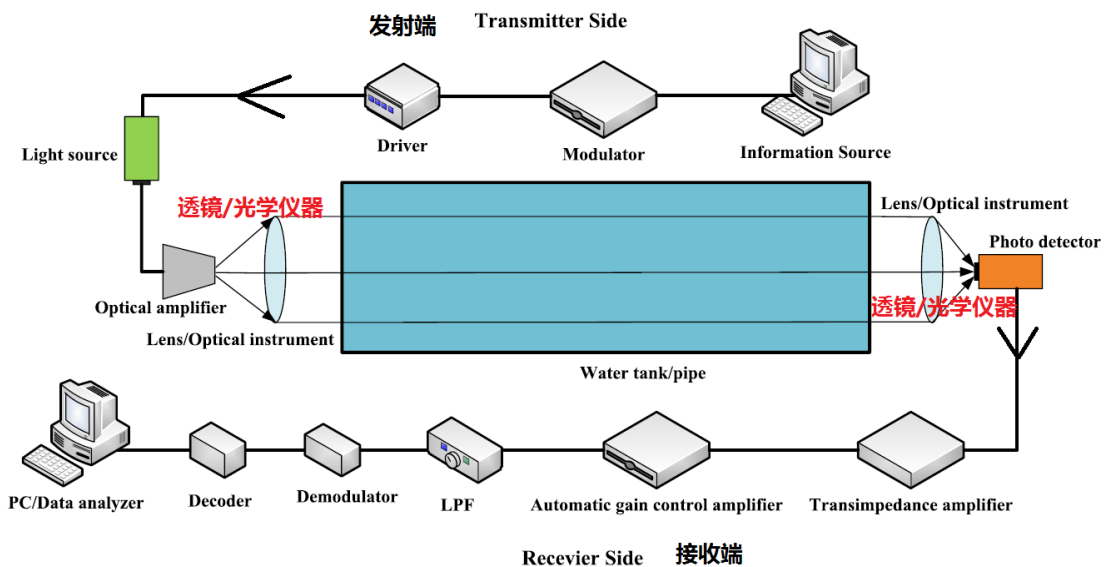 发射端 Transmitter Side
Driver
Modulator
Information Source
Light source
透镜/光学仪器
Lens/Optical instrument
Photo detector
Optical amplifier
透镜/光学仪器
Lens/Optical instrument
Water tank/pipe
PC/Data analyzer
Decoder
Demodulator
LPF
Automatic gain control amplifier
Transimpedance amplifier
Recevier Side 接收端